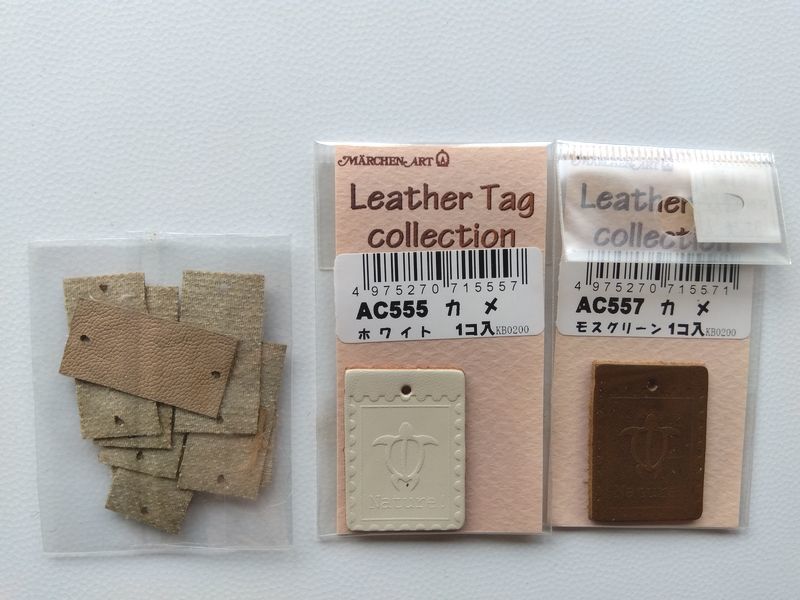 MÄRCHEN-ART
Leather Tag
collection
4 975270 715557
AC555 カメ
ホワイト 1コ入 KB0200
Nature!
MÄRCHEN-ART
Leather
collection
4 975270 715571
AC557 カメ
モスグリーン 1コ入 KB0200